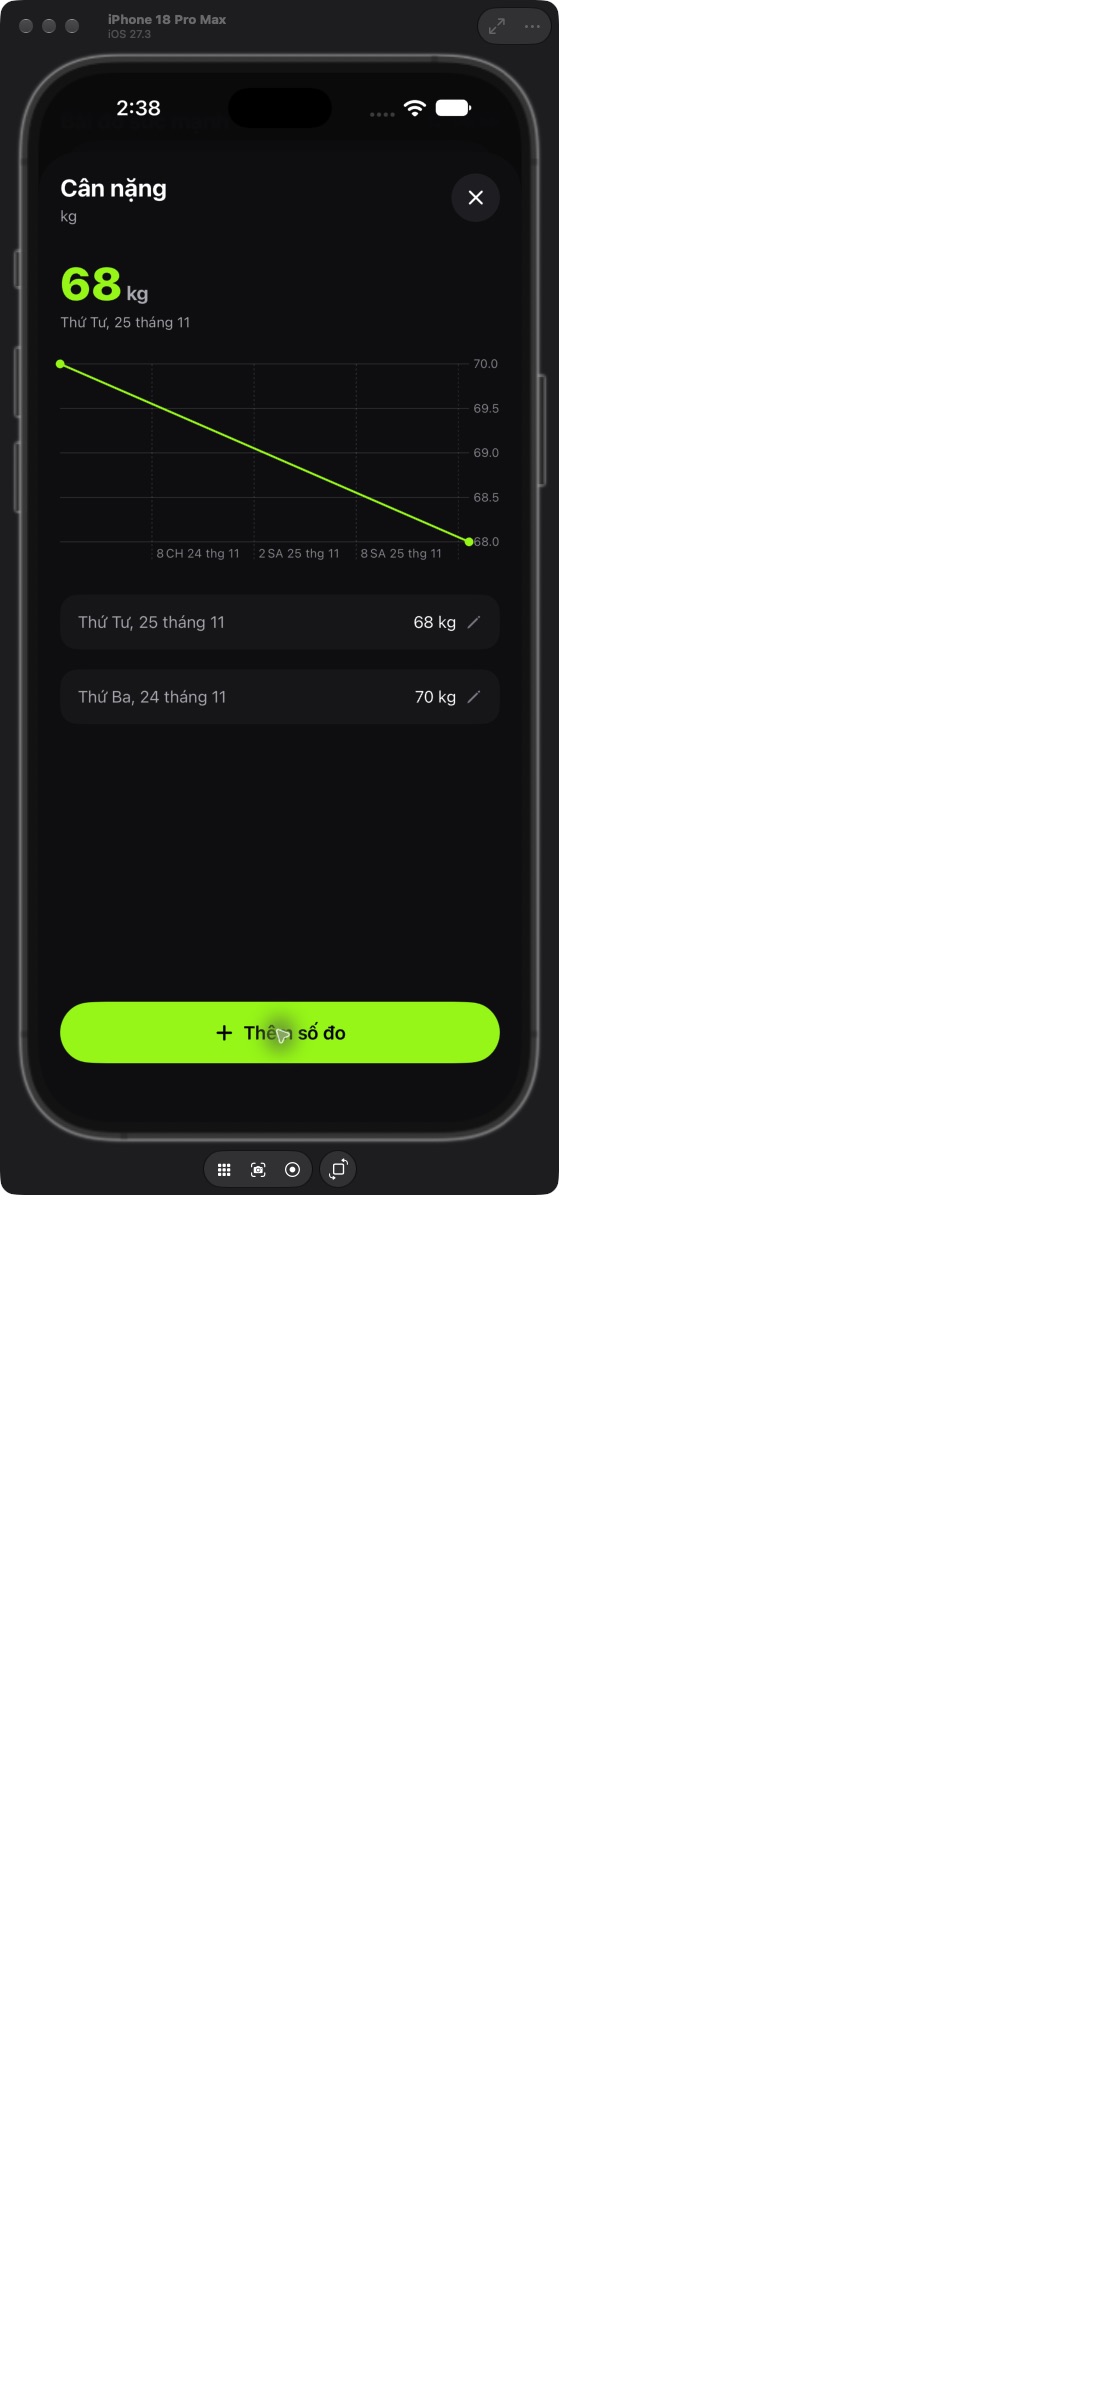 iPhone 18 Pro Max
iOS 27.3
2:38
Cân nặng
kg
68 kg
Thứ Tư, 25 tháng 11
70.0
69.5
69.0
68.5
68.0
8 CH 24 thg 11
2 SA 25 thg 11
8 SA 25 thg 11
Thứ Tư, 25 tháng 11 68 kg
Thứ Ba, 24 tháng 11 70 kg
+ Thêm số đo